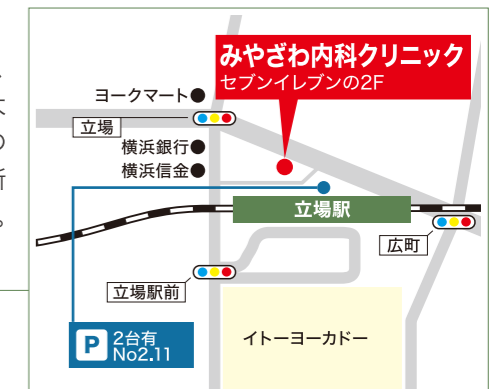 、
大
の
新
。
みやざわ内科クリニック
セブンイレブンの2F
ヨークマート
立場
横浜銀行
横浜信金
立場駅
広町
立場駅前
P 2台有
No2.11
イトーヨーカドー